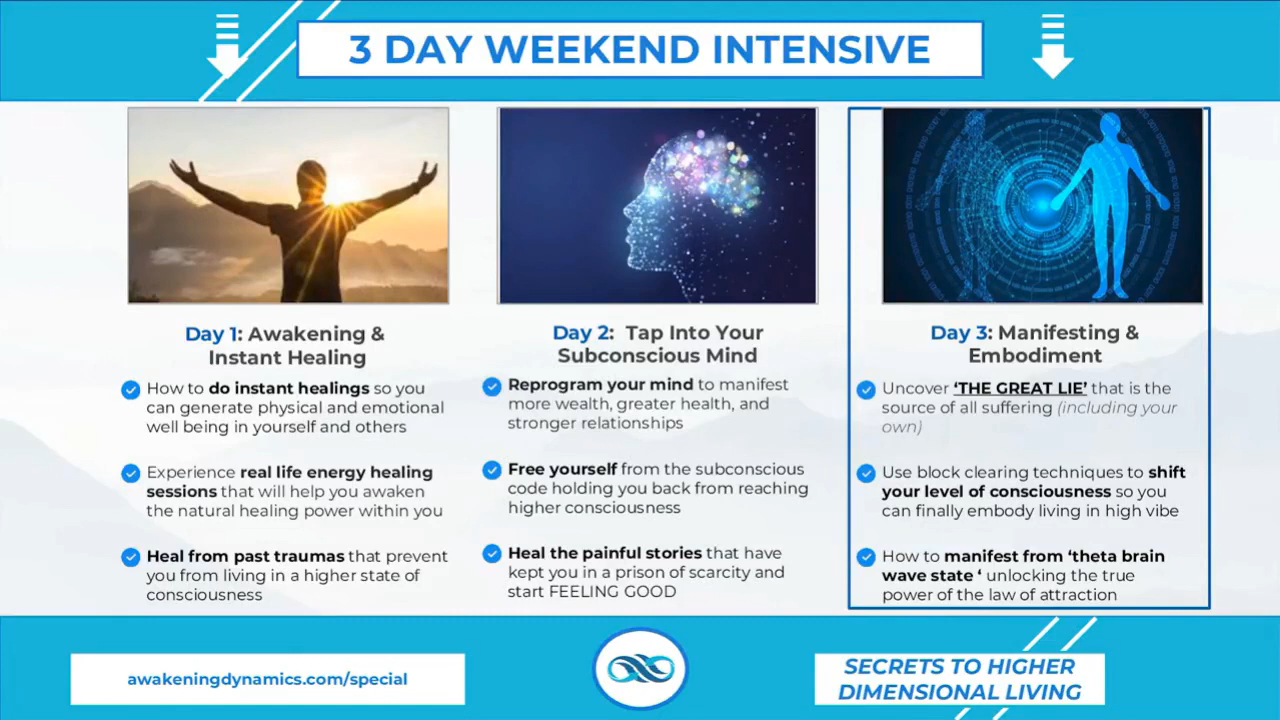 3 DAY WEEKEND INTENSIVE
Day 1: Awakening &
Instant Healing
How to do instant healings so you
can generate physical and emotional
well being in yourself and others
Experience real life energy healing
sessions that will help you awaken
the natural healing power within you
Heal from past traumas that prevent
you from living in a higher state of
consciousness
Day 2: Tap Into Your
Subconscious Mind
Reprogram your mind to manifest
more wealth, greater health, and
stronger relationships
Free yourself from the subconscious
code holding you back from reaching
higher consciousness
Heal the painful stories that have
kept you in a prison of scarcity and
start FEELING GOOD
Day 3: Manifesting &
Embodiment
Uncover ‘THE GREAT LIE’ that is the
source of all suffering (including your
own)
Use block clearing techniques to shift
your level of consciousness so you
can finally embody living in high vibe
How to manifest from ‘theta brain
wave state ‘ unlocking the true
power of the law of attraction
awakeningdynamics.com/special
SECRETS TO HIGHER
DIMENSIONAL LIVING